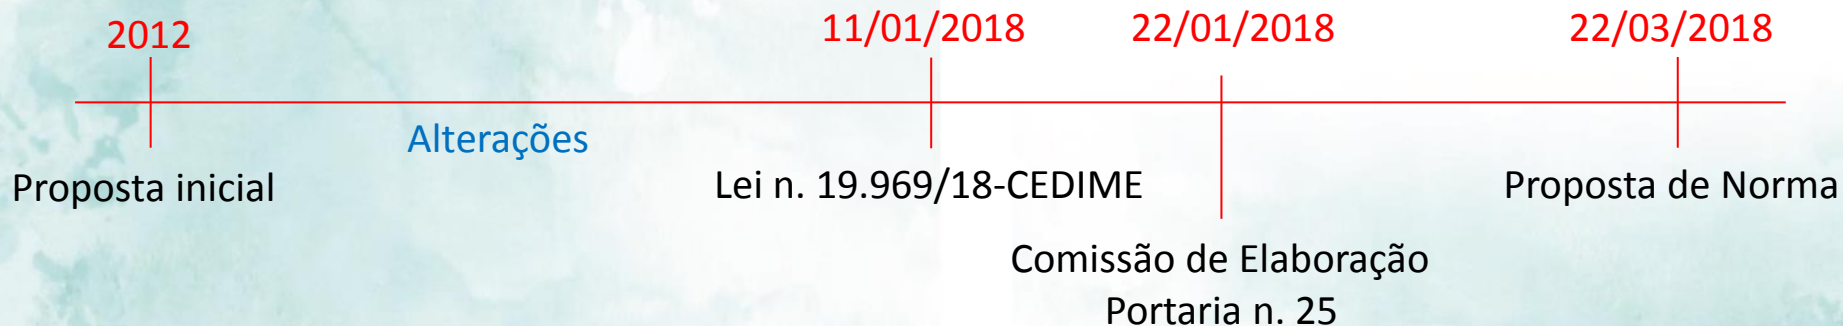 2012
11/01/2018
22/01/2018
22/03/2018
Alterações
Proposta inicial
Lei n. 19.969/18-CEDIME
Proposta de Norma
Comissão de Elaboração
Portaria n. 25